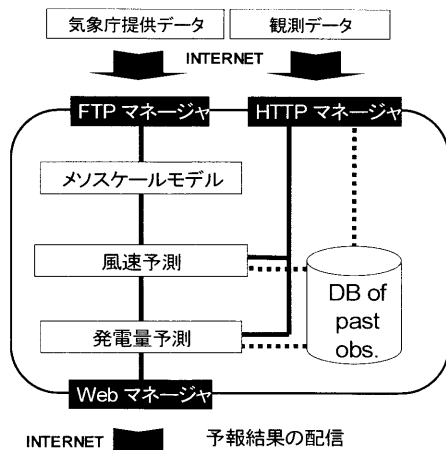 気象庁提供データ
観測データ
INTERNET
FTP マネージャ
HTTP マネージャ
メソスケールモデル
風速予測
発電量予測
DB of
past
obs.
Web マネージャ
INTERNET
予報結果の配信